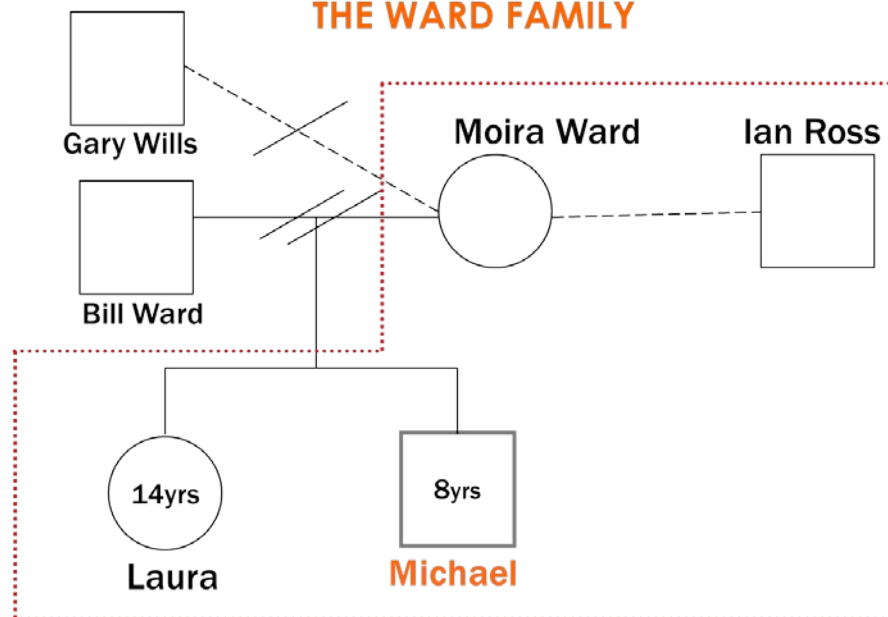 THE WARD FAMILY
Gary Wills
Moira Ward
Ian Ross
Bill Ward
14yrs
8yrs
Laura
Michael